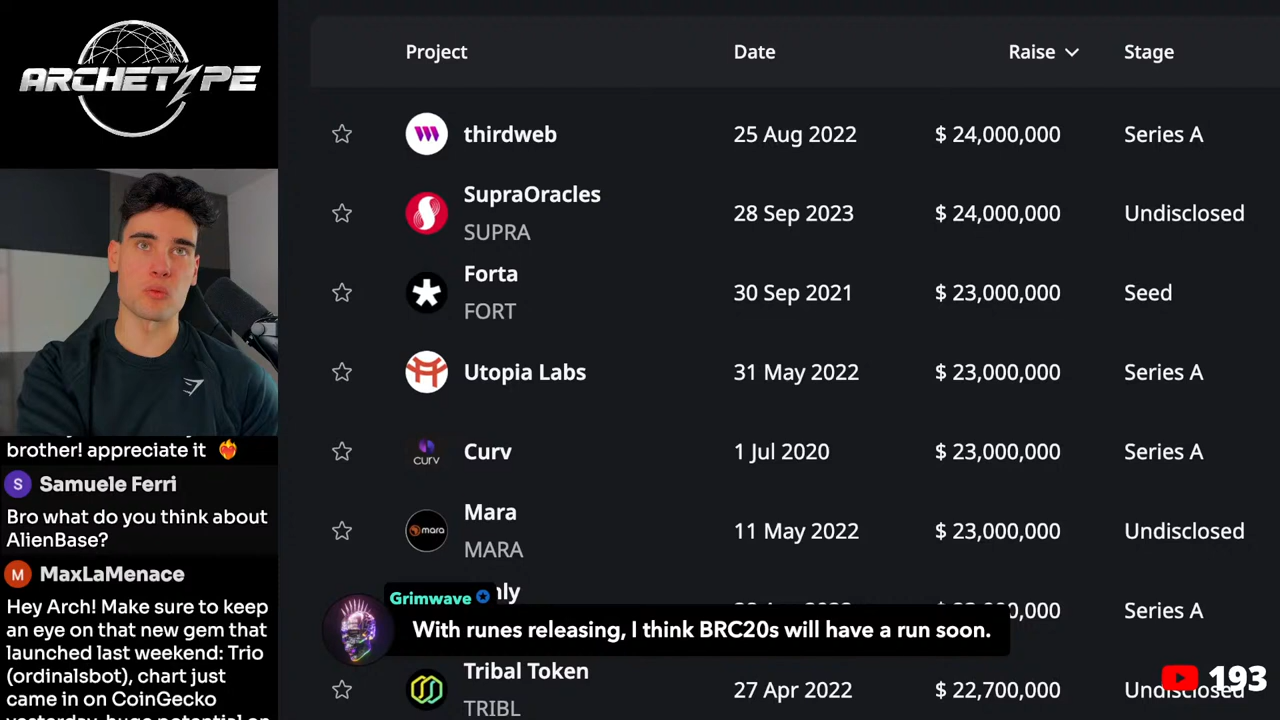 ARCHETYPE
Project Date Raise Stage
thirdweb 25 Aug 2022 $ 24,000,000 Series A
SupraOracles 28 Sep 2023 $ 24,000,000 Undisclosed
SUPRA
Forta 30 Sep 2021 $ 23,000,000 Seed
FORT
Utopia Labs 31 May 2022 $ 23,000,000 Series A
CURV Curv 1 Jul 2020 $ 23,000,000 Series A
mara Mara 11 May 2022 $ 23,000,000 Undisclosed
MARA
Series A
Tribal Token 27 Apr 2022 $ 22,700,000 Undisclosed
TRIBL
brother! appreciate it ❤️‍🔥
S Samuele Ferri
Bro what do you think about
AlienBase?
M MaxLaMenace
Hey Arch! Make sure to keep
an eye on that new gem that
launched last weekend: Trio
(ordinalsbot), chart just
came in on CoinGecko
Grimwave
With runes releasing, I think BRC20s will have a run soon.
193